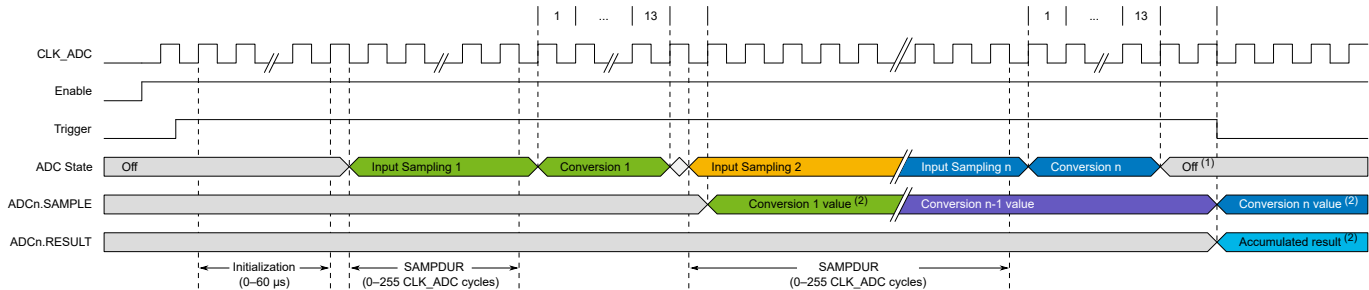 1 ... 13 1 ... 13
CLK_ADC
Enable
Trigger
ADC State Off Input Sampling 1 Conversion 1 Input Sampling 2 Input Sampling n Conversion n Off (1)
ADCn.SAMPLE Conversion 1 value (2) Conversion n-1 value Conversion n value (2)
ADCn.RESULT Accumulated result (2)
Initialization SAMPDUR SAMPDUR
(0–60 µs) (0–255 CLK_ADC cycles) (0–255 CLK_ADC cycles)